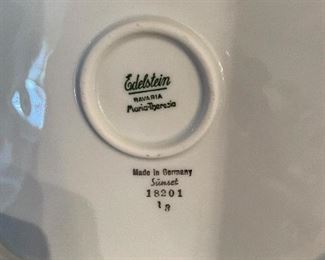 Edelstein
BAVARIA
Maria-Theresia
Made in Germany
Sunset
18201
18